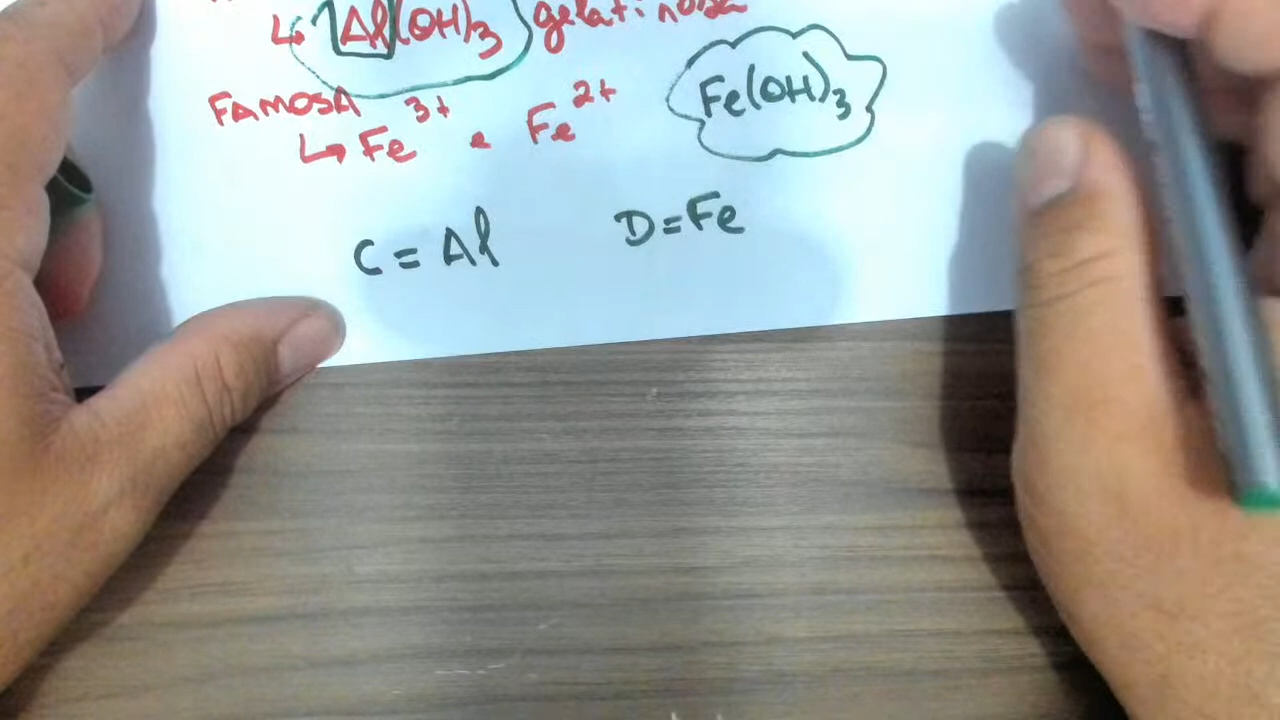 ↳ Al(OH)₃ gelatinosa
FAMOSA
↳ Fe³⁺ e Fe²⁺ Fe(OH)₃
C = Al D = Fe